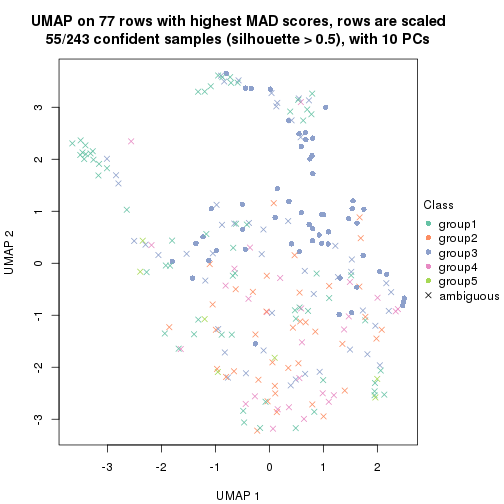 UMAP on 77 rows with highest MAD scores, rows are scaled
55/243 confident samples (silhouette > 0.5), with 10 PCs
3
2
1
0
-1
-2
-3
UMAP 2
-3
-2
-1
0
1
2
UMAP 1
Class
group1
group2
group3
group4
group5
ambiguous